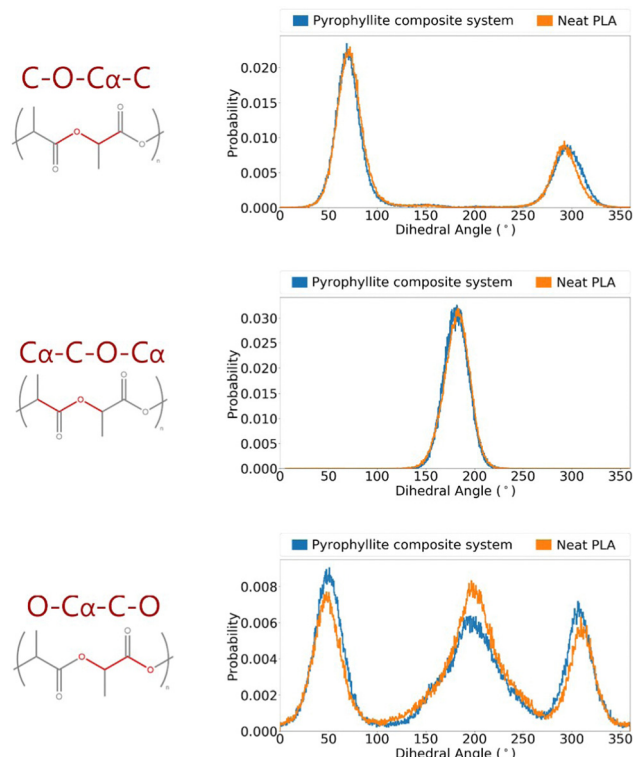 Pyrophyllite composite system Neat PLA
C-O-Cα-C
O
O
O
O
n
Probability
0.020
0.015
0.010
0.005
0.000
0 50 100 150 200 250 300 350
Dihedral Angle (°)
Pyrophyllite composite system Neat PLA
Cα-C-O-Cα
O
O
O
O
n
Probability
0.030
0.025
0.020
0.015
0.010
0.005
0.000
0 50 100 150 200 250 300 350
Dihedral Angle (°)
Pyrophyllite composite system Neat PLA
O-Cα-C-O
O
O
O
O
n
Probability
0.008
0.006
0.004
0.002
0.000
0 50 100 150 200 250 300 350
Dihedral Angle (°)